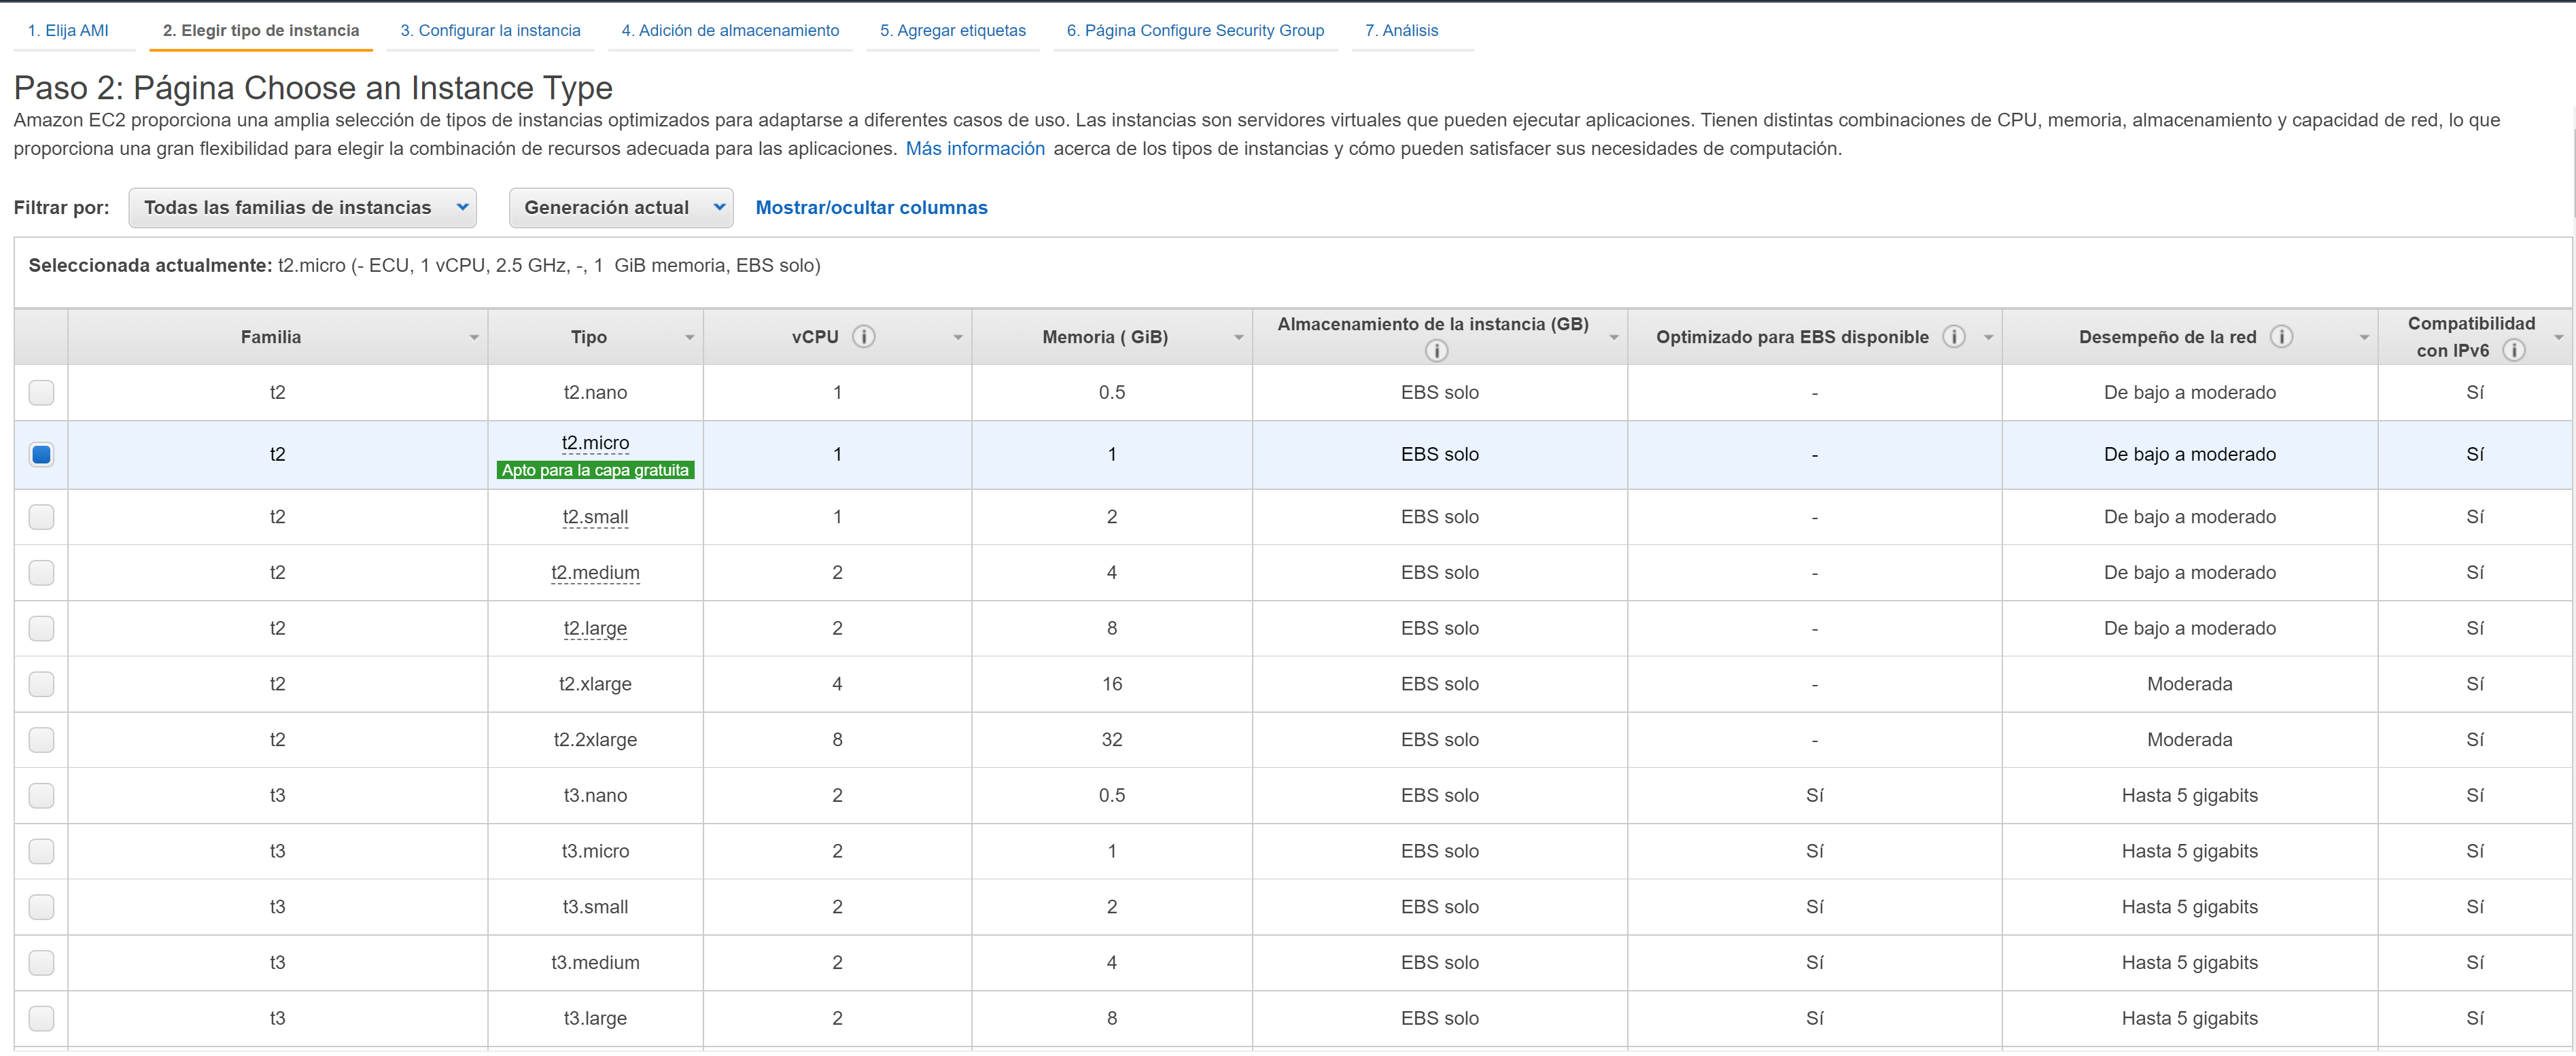 1. Elija AMI 2. Elegir tipo de instancia 3. Configurar la instancia 4. Adición de almacenamiento 5. Agregar etiquetas 6. Página Configure Security Group 7. Análisis
Paso 2: Página Choose an Instance Type
Amazon EC2 proporciona una amplia selección de tipos de instancias optimizados para adaptarse a diferentes casos de uso. Las instancias son servidores virtuales que pueden ejecutar aplicaciones. Tienen distintas combinaciones de CPU, memoria, almacenamiento y capacidad de red, lo que
proporciona una gran flexibilidad para elegir la combinación de recursos adecuada para las aplicaciones. Más información acerca de los tipos de instancias y cómo pueden satisfacer sus necesidades de computación.
Filtrar por: Todas las familias de instancias Generación actual Mostrar/ocultar columnas
Seleccionada actualmente: t2.micro (- ECU, 1 vCPU, 2.5 GHz, -, 1 GiB memoria, EBS solo)
Familia Tipo vCPU Memoria ( GiB) Almacenamiento de la instancia (GB) Optimizado para EBS disponible Desempeño de la red Compatibilidad
con IPv6
t2 t2.nano 1 0.5 EBS solo - De bajo a moderado Sí
t2 t2.micro 1 1 EBS solo - De bajo a moderado Sí
Apto para la capa gratuita
t2 t2.small 1 2 EBS solo - De bajo a moderado Sí
t2 t2.medium 2 4 EBS solo - De bajo a moderado Sí
t2 t2.large 2 8 EBS solo - De bajo a moderado Sí
t2 t2.xlarge 4 16 EBS solo - Moderada Sí
t2 t2.2xlarge 8 32 EBS solo - Moderada Sí
t3 t3.nano 2 0.5 EBS solo Sí Hasta 5 gigabits Sí
t3 t3.micro 2 1 EBS solo Sí Hasta 5 gigabits Sí
t3 t3.small 2 2 EBS solo Sí Hasta 5 gigabits Sí
t3 t3.medium 2 4 EBS solo Sí Hasta 5 gigabits Sí
t3 t3.large 2 8 EBS solo Sí Hasta 5 gigabits Sí